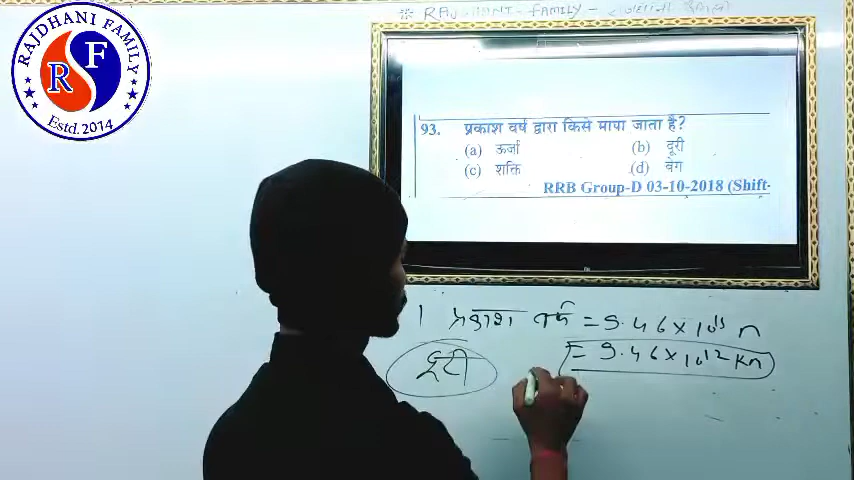 RAJDHANI FAMILY
RF
Estd.2014
※ RAJDHANI - FAMILY -
93. प्रकाश वर्ष द्वारा किसे मापा जाता है?
(a) ऊर्जा (b) दूरी
(c) शक्ति (d) वेग
RRB Group-D 03-10-2018 (Shift-
1 प्रकाश वर्ष = 9.46×10¹⁵ m
= 9.46×10¹² Km
दूरी